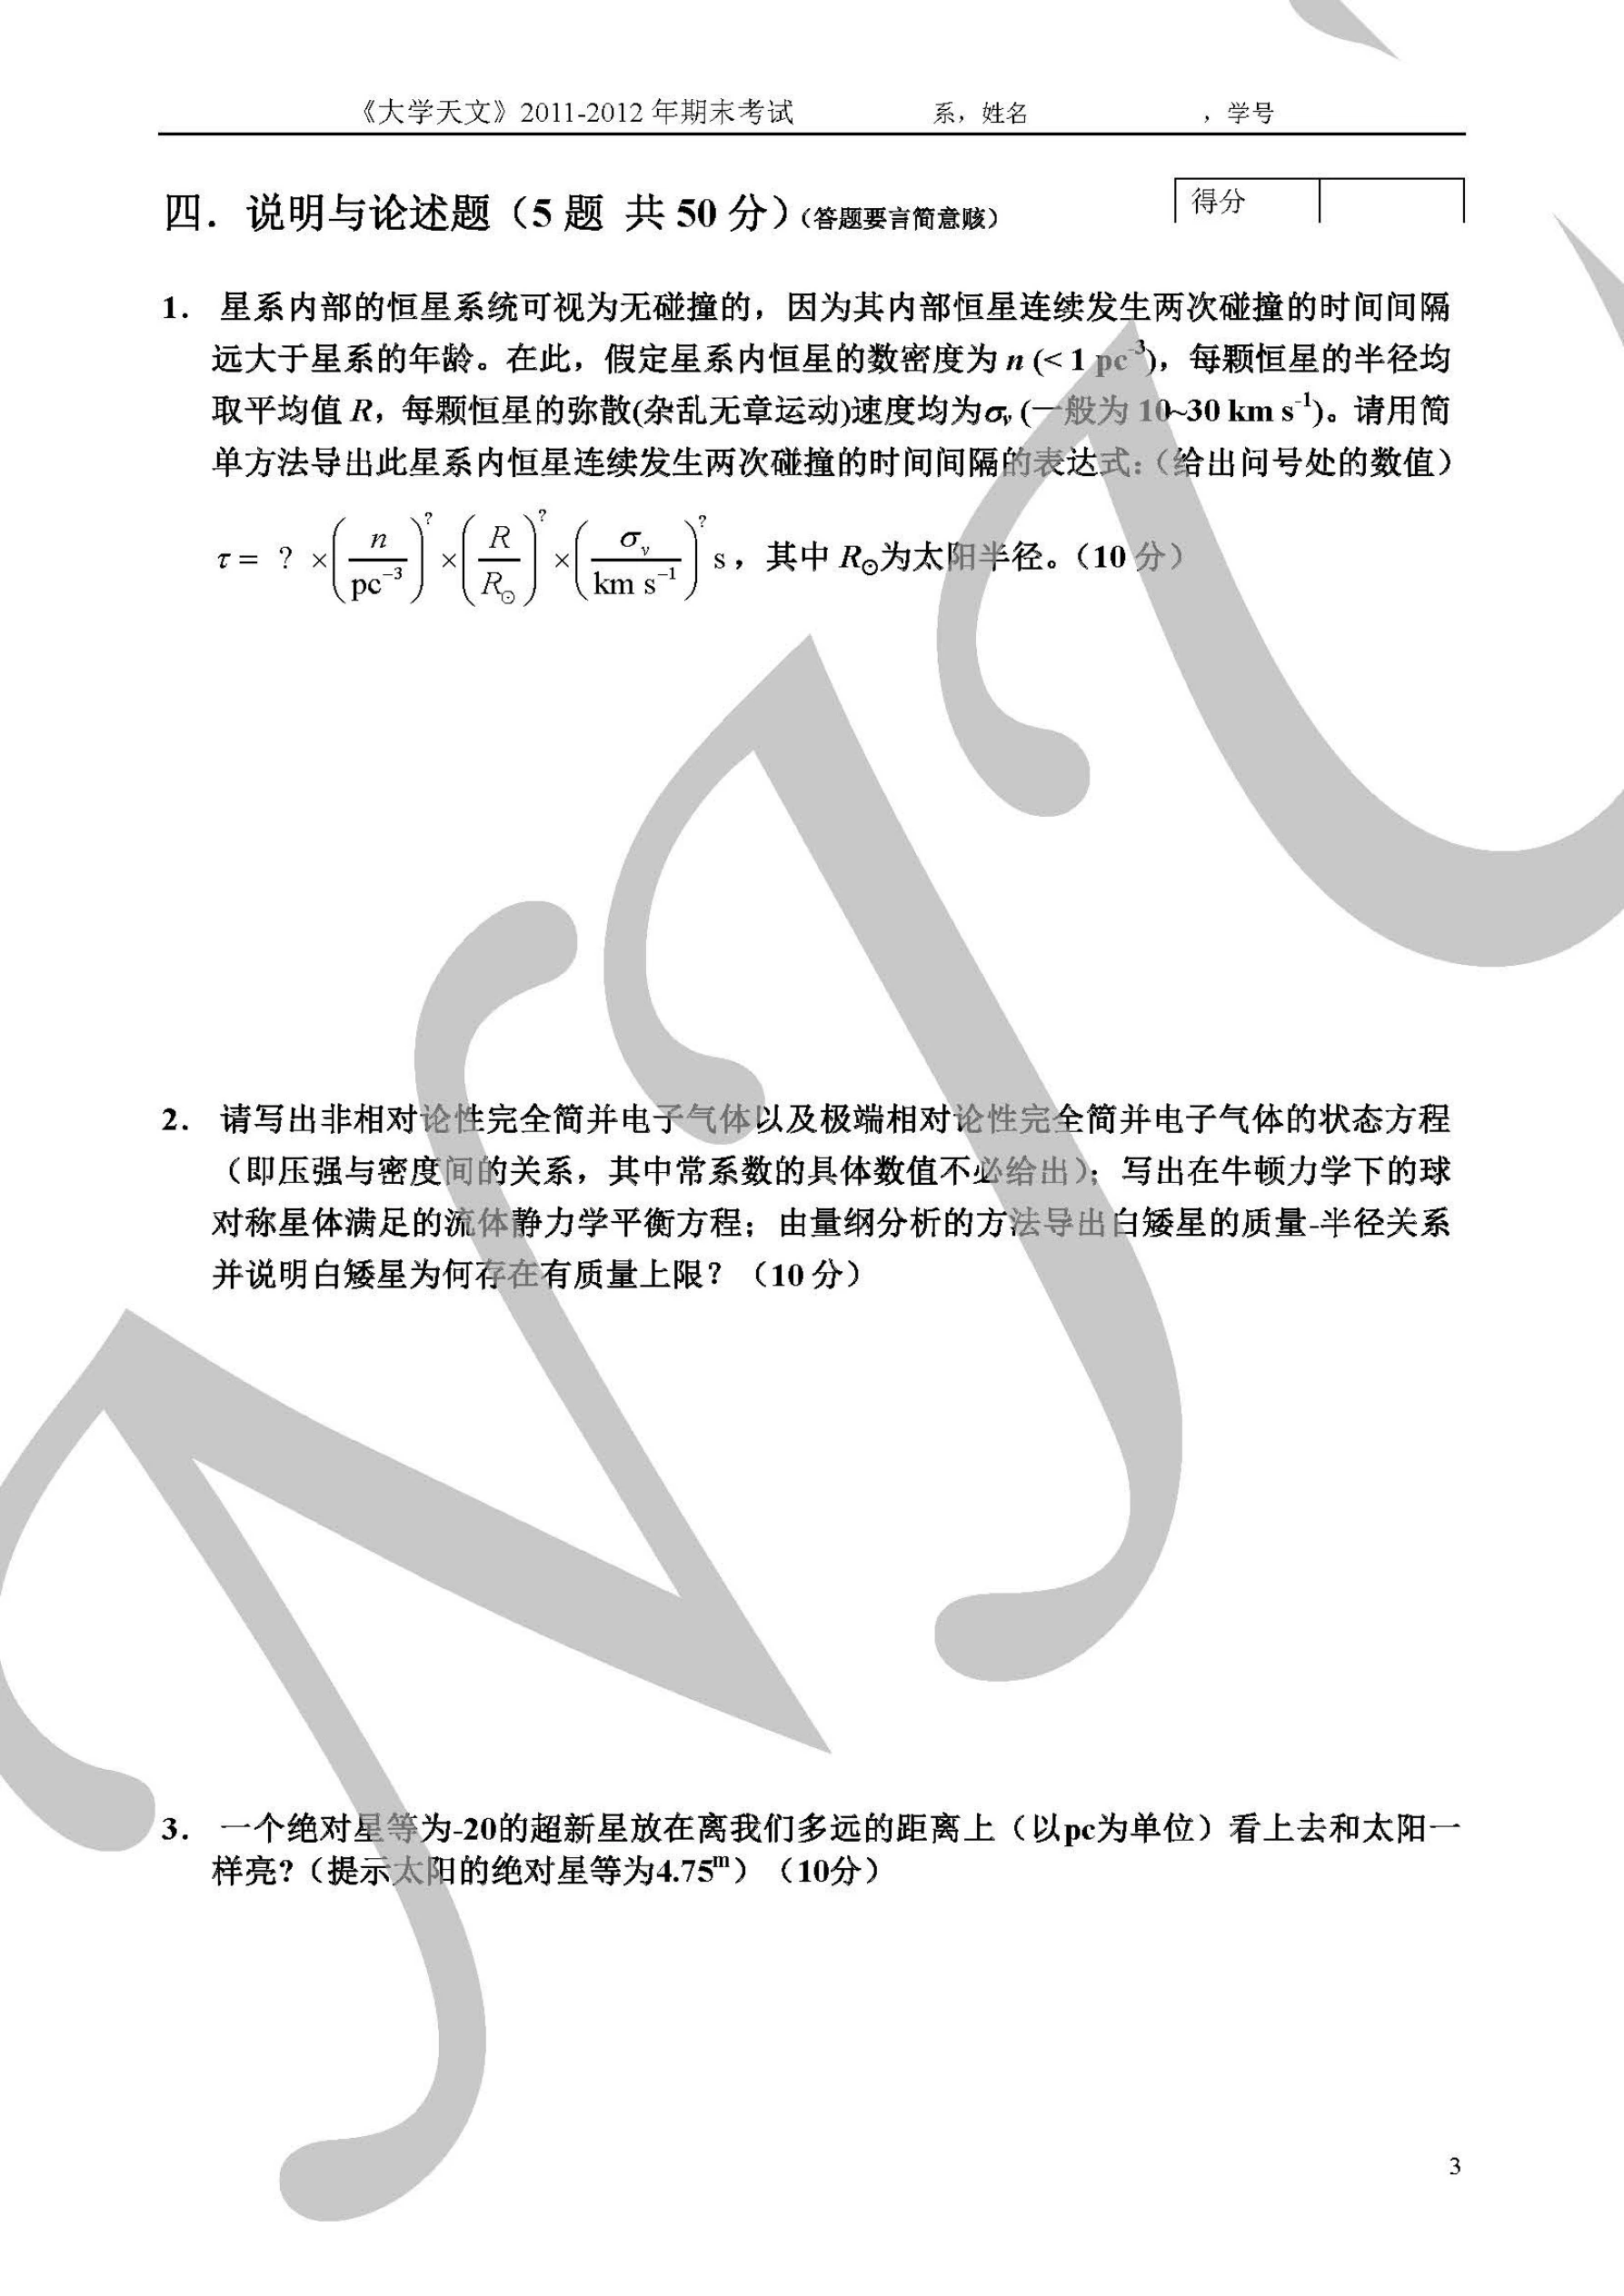 《大学天文》2011-2012 年期末考试 系，姓名 ，学号
四．说明与论述题（5 题 共 50 分）（答题要言简意赅）
得分
1． 星系内部的恒星系统可视为无碰撞的，因为其内部恒星连续发生两次碰撞的时间间隔
远大于星系的年龄。在此，假定星系内恒星的数密度为 n (< 1 pc⁻³)，每颗恒星的半径均
取平均值 R，每颗恒星的弥散(杂乱无章运动)速度均为σᵥ (一般为 10~30 km s⁻¹)。请用简
单方法导出此星系内恒星连续发生两次碰撞的时间间隔的表达式：（给出问号处的数值）
τ = ? ×(n/pc⁻³)^? ×(R/R⊙)^? ×(σᵥ/km s⁻¹)^? s，其中 R⊙为太阳半径。（10 分）
2． 请写出非相对论性完全简并电子气体以及极端相对论性完全简并电子气体的状态方程
（即压强与密度间的关系，其中常系数的具体数值不必给出）；写出在牛顿力学下的球
对称星体满足的流体静力学平衡方程；由量纲分析的方法导出白矮星的质量-半径关系
并说明白矮星为何存在有质量上限？（10 分）
3． 一个绝对星等为-20的超新星放在离我们多远的距离上（以pc为单位）看上去和太阳一
样亮?（提示太阳的绝对星等为4.75ᵐ）（10分）
3